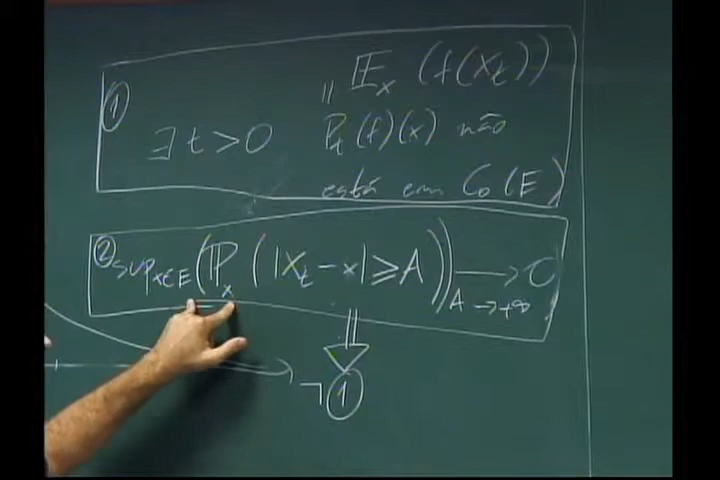 ① 𝔼ₓ (f(Xₜ))
||
∃ t > 0 Pₜ(f)(x) não
está em C₀(E)
② sup_{x∈E} (ℙₓ (|Xₜ − x| ≥ A)) ⟶_{A→+∞} 0
⇓
¬ ①